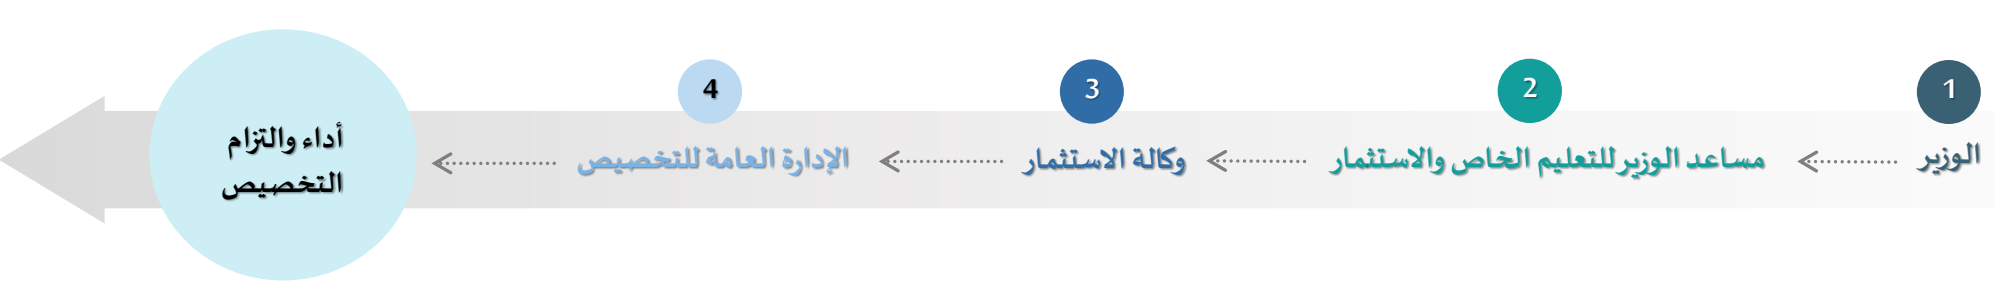 1
الوزير
2
مساعد الوزير للتعليم الخاص والاستثمار
3
وكالة الاستثمار
4
الإدارة العامة للتخصيص
أداء والتزام
التخصيص